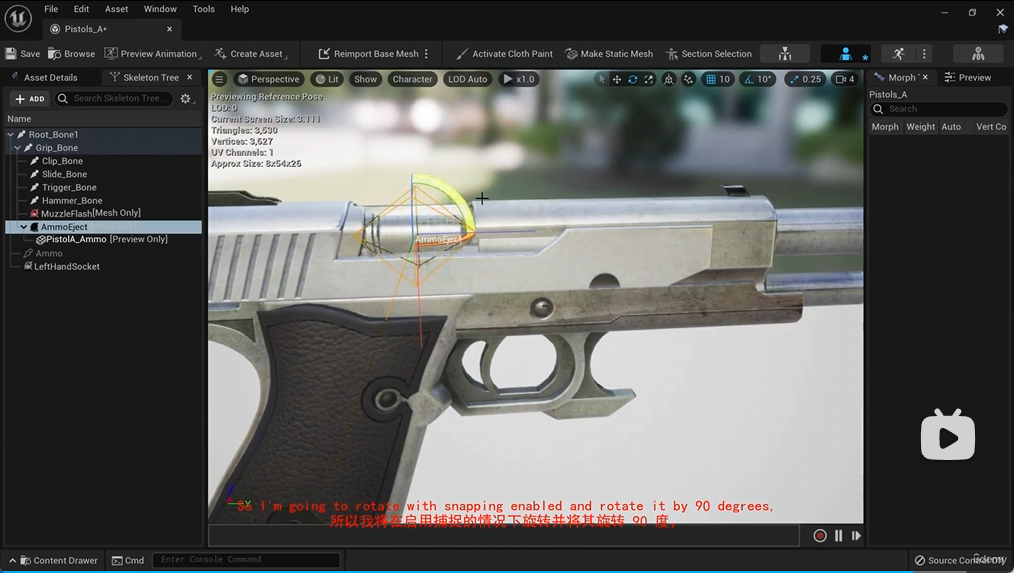 File Edit Asset Window Tools Help
Pistols_A*
Save Browse Preview Animation Create Asset Reimport Base Mesh Activate Cloth Paint Make Static Mesh Section Selection
Asset Details Skeleton Tree
ADD Search Skeleton Tree...
Name
Root_Bone1
Grip_Bone
Clip_Bone
Slide_Bone
Trigger_Bone
Hammer_Bone
MuzzleFlash[Mesh Only]
AmmoEject
PistolA_Ammo [Preview Only]
Ammo
LeftHandSocket
Perspective Lit Show Character LOD Auto x1.0 10 10° 0.25 4
Previewing Reference Pose
LOD: 0
Current Screen Size: 3.111
Triangles: 3,530
Vertices: 3,627
UV Channels: 1
Approx Size: 8x54x26
AmmoEject
So I'm going to rotate with snapping enabled and rotate it by 90 degrees,
所以我将在启用捕捉的情况下旋转并将其旋转 90 度,
Morph Preview
Pistols_A
Search
Morph Weight Auto Vert Co
Content Drawer Cmd Enter Console Command Source Control Off
Udemy